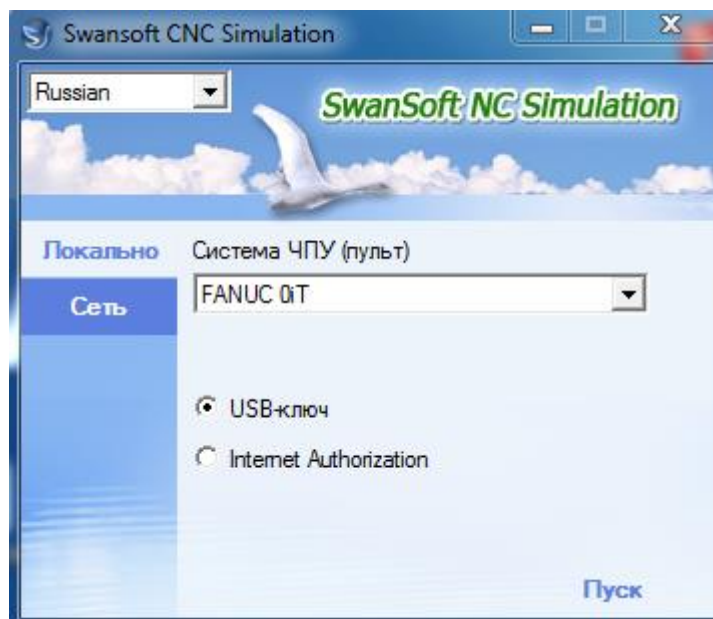 Swansoft CNC Simulation
Russian
SwanSoft NC Simulation
Локально
Система ЧПУ (пульт)
FANUC 0iT
Сеть
USB-ключ
Internet Authorization
Пуск